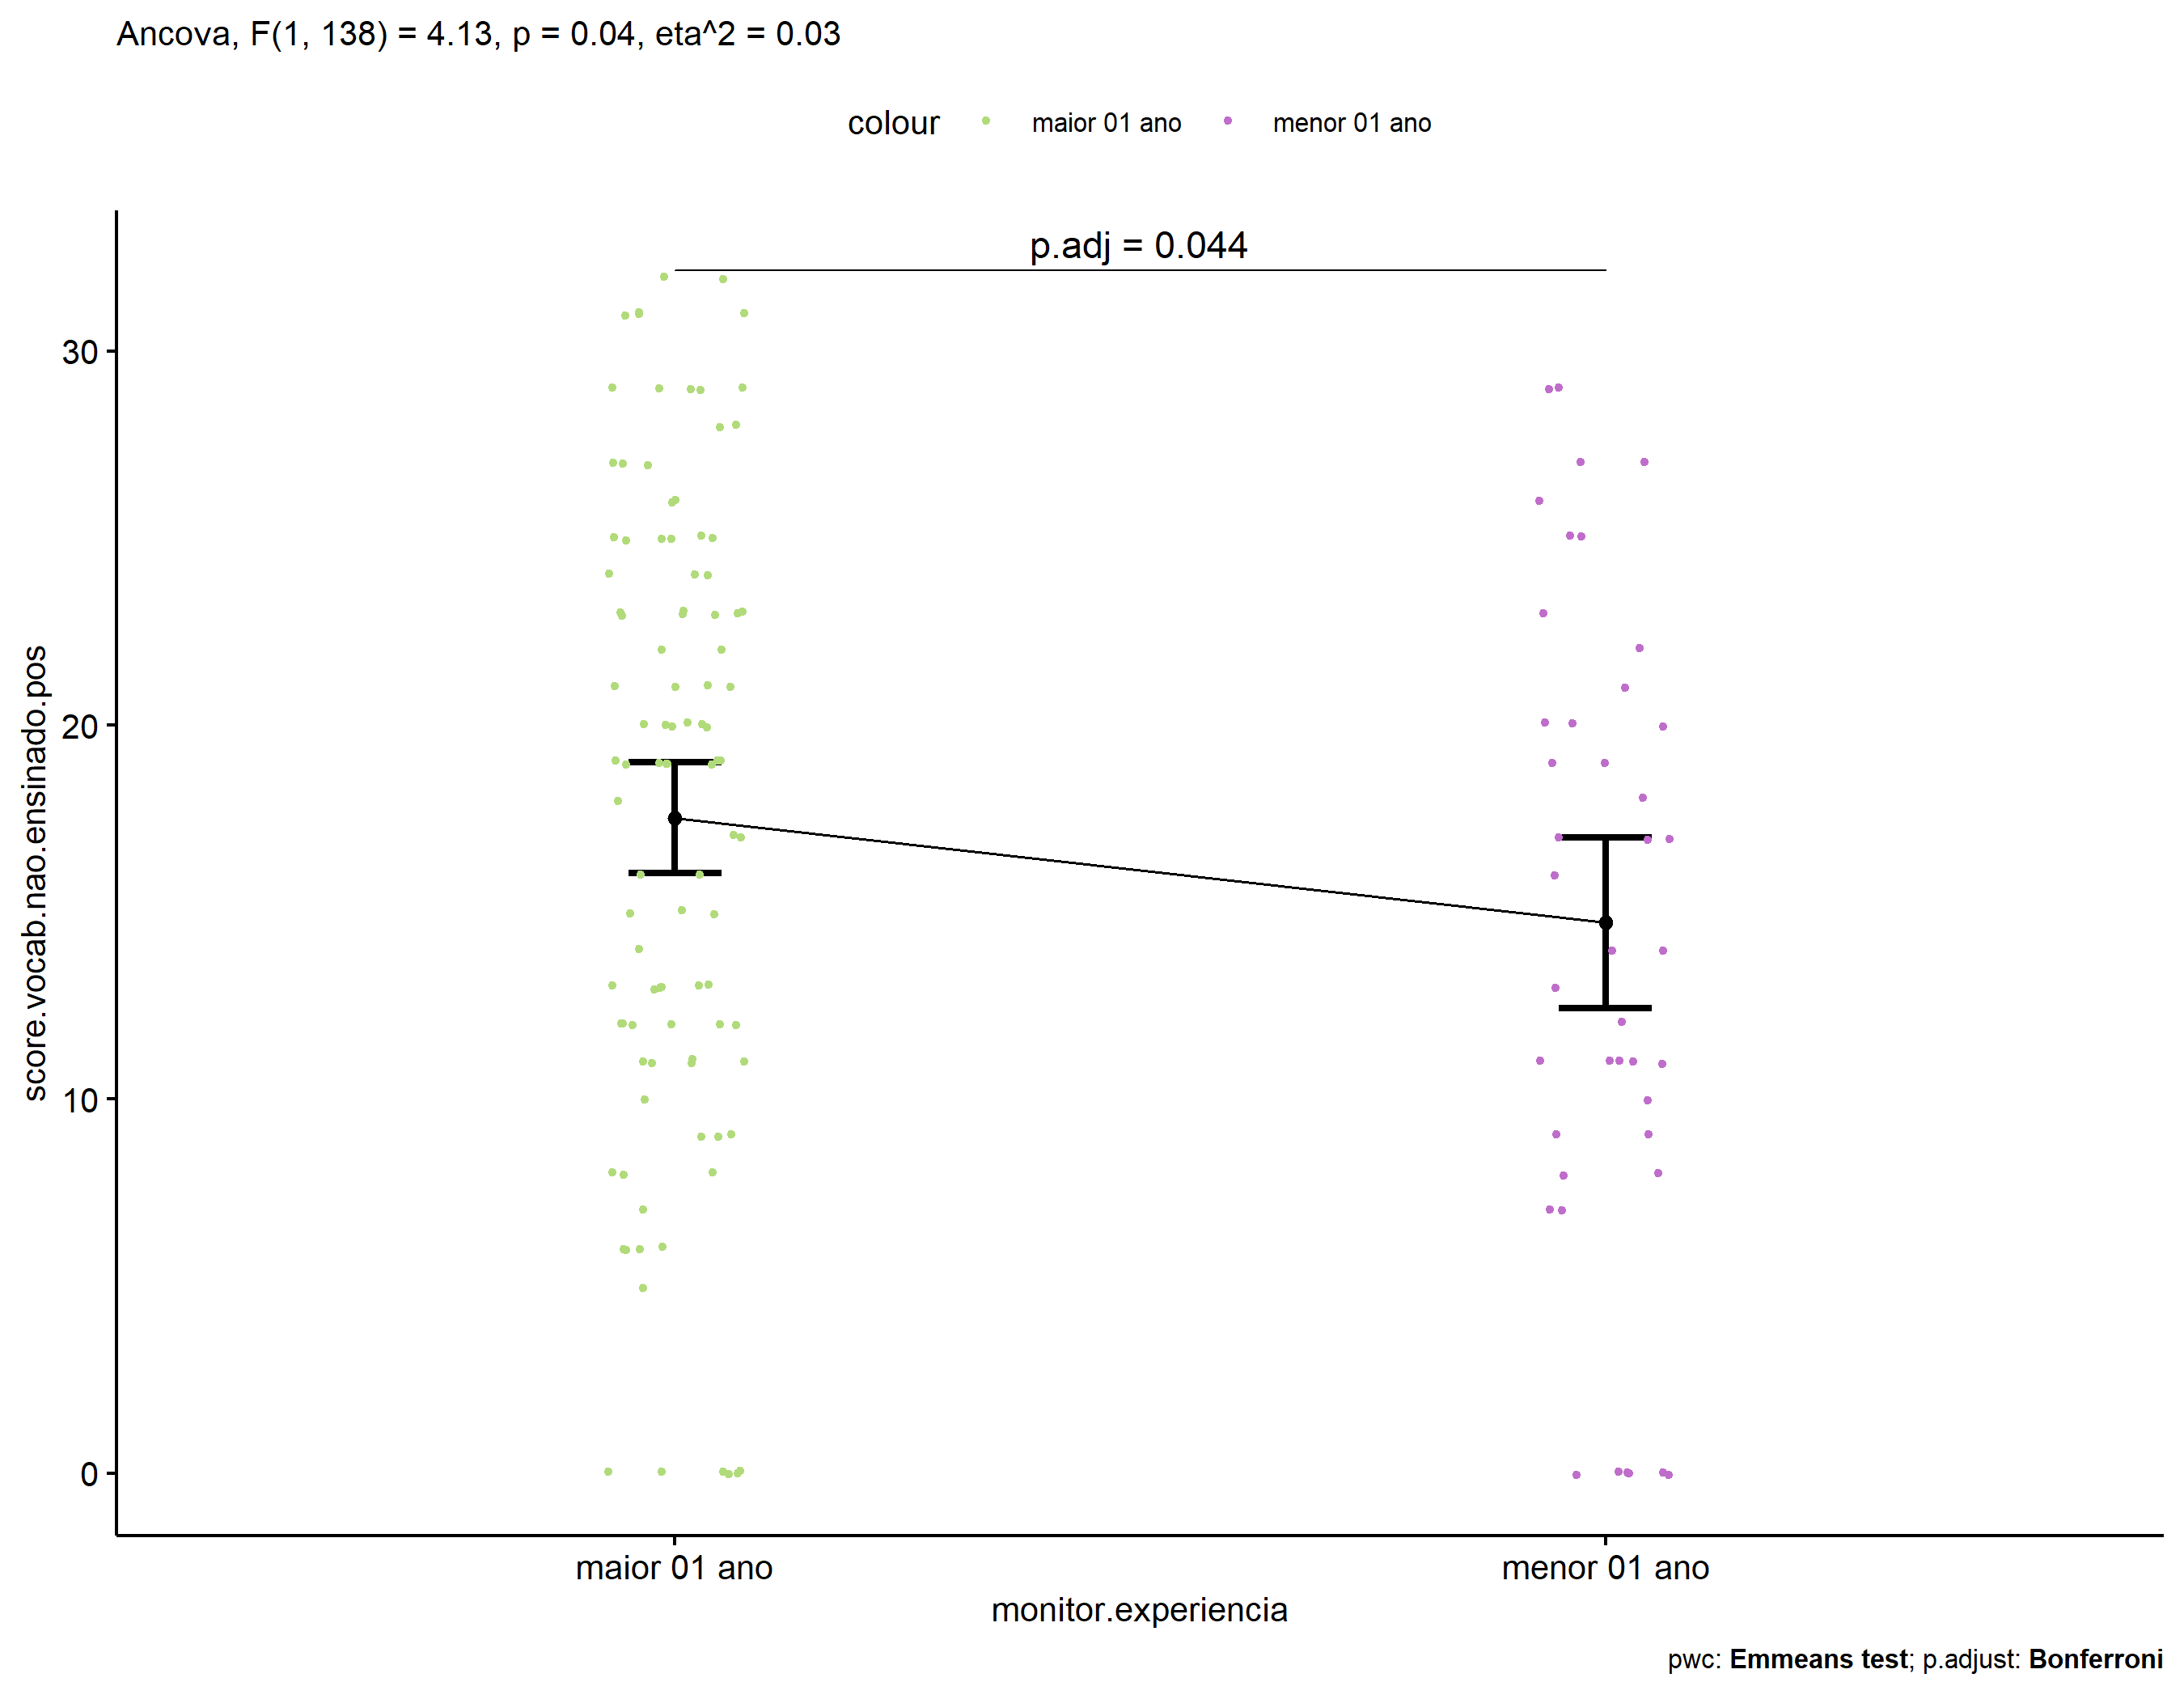 Ancova, F(1, 138) = 4.13, p = 0.04, eta^2 = 0.03
colour maior 01 ano menor 01 ano
p.adj = 0.044
30
20
10
0
score.vocab.nao.ensinado.pos
maior 01 ano menor 01 ano
monitor.experiencia
pwc: Emmeans test; p.adjust: Bonferroni